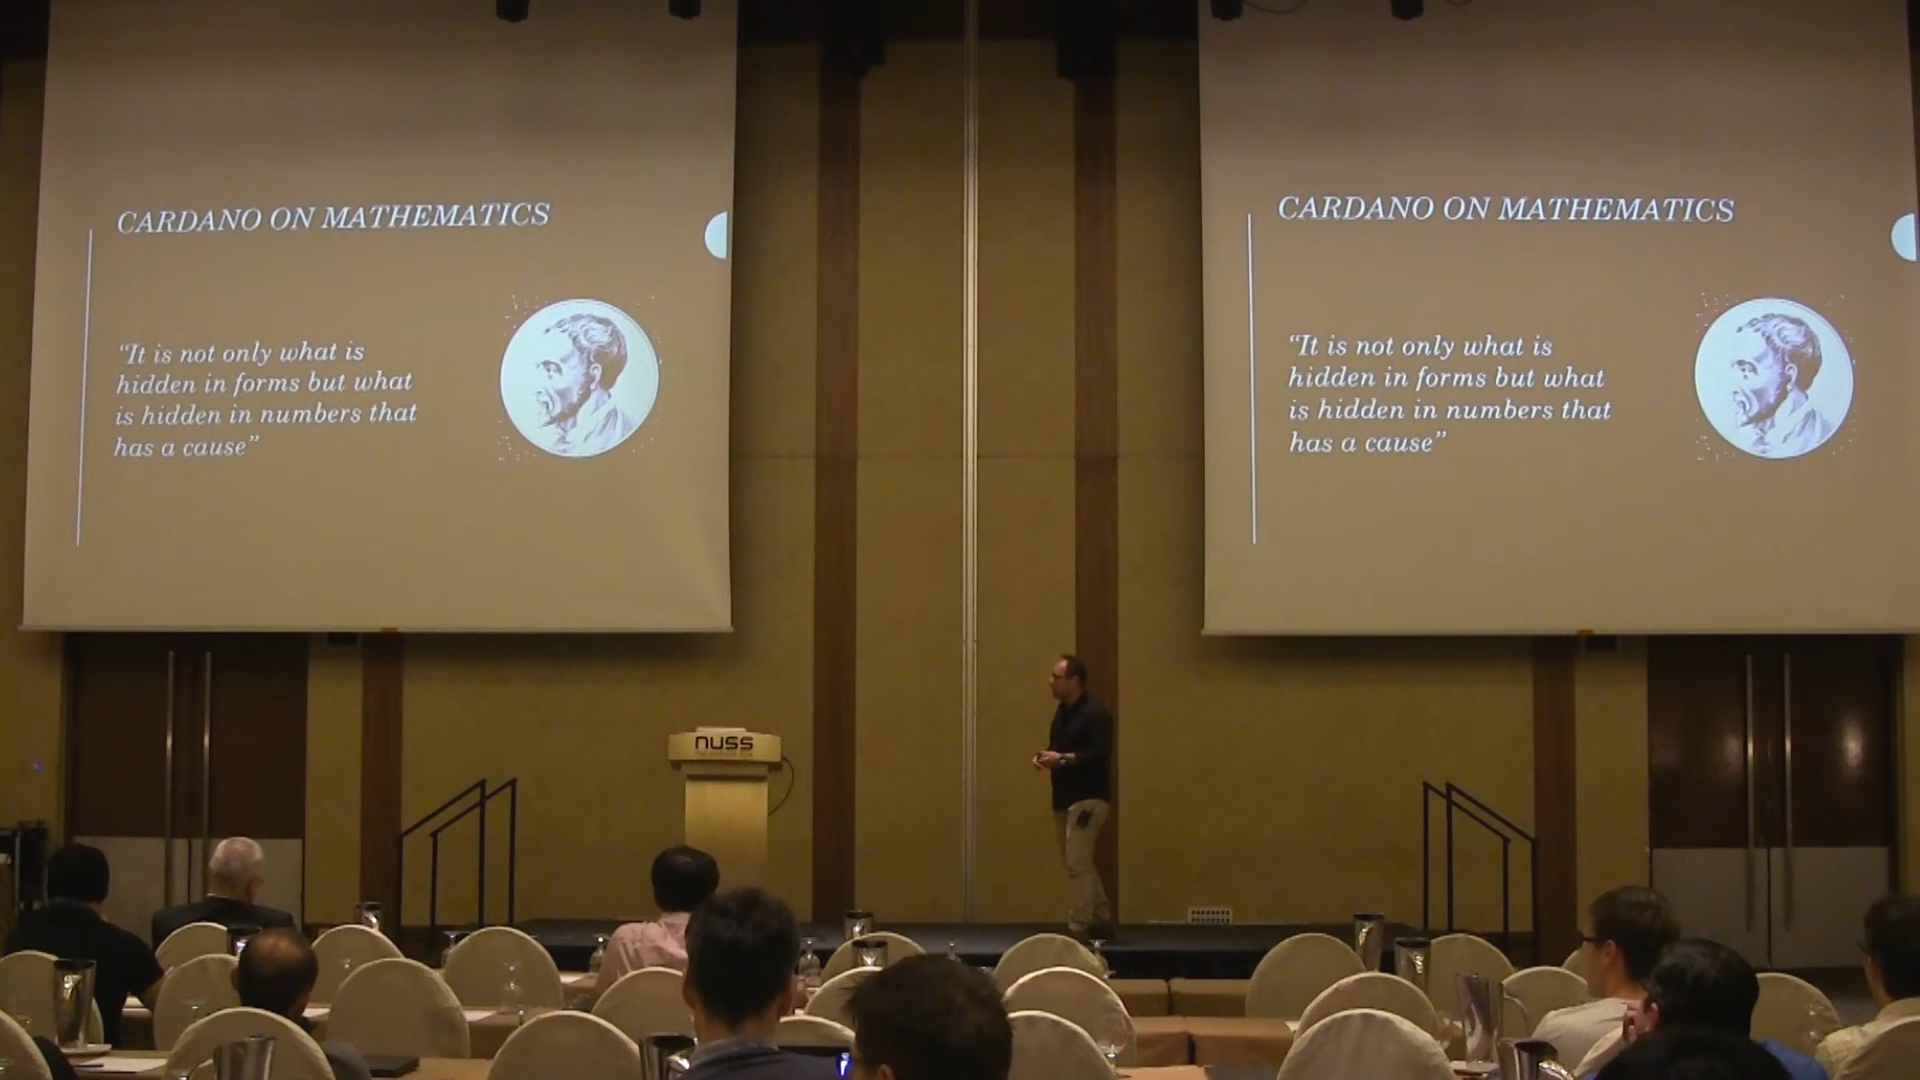 CARDANO ON MATHEMATICS
“It is not only what is
hidden in forms but what
is hidden in numbers that
has a cause”
CARDANO ON MATHEMATICS
“It is not only what is
hidden in forms but what
is hidden in numbers that
has a cause”
nuss